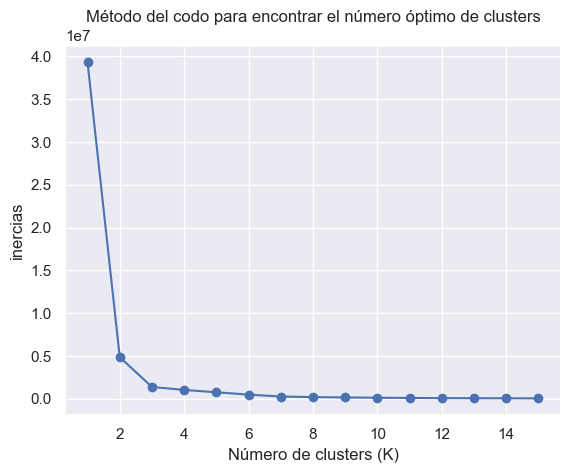 Método del codo para encontrar el número óptimo de clusters
1e7
4.0
3.5
3.0
2.5
2.0
1.5
1.0
0.5
0.0
inercias
2 4 6 8 10 12 14
Número de clusters (K)